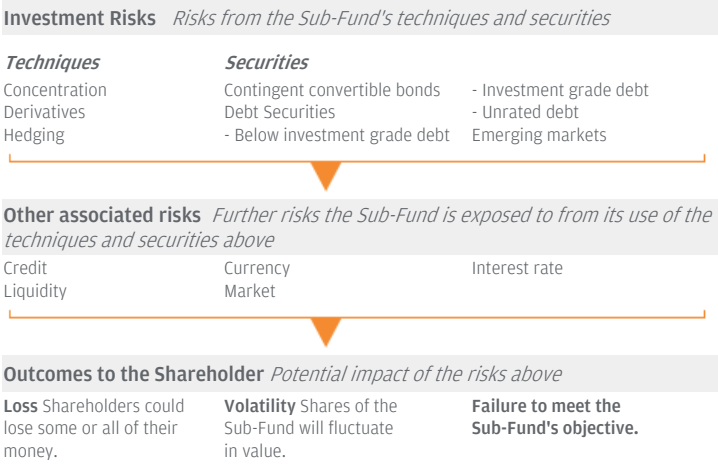 Investment Risks Risks from the Sub-Fund's techniques and securities
Techniques
Concentration
Derivatives
Hedging
Securities
Contingent convertible bonds
Debt Securities
- Below investment grade debt
- Investment grade debt
- Unrated debt
Emerging markets
Other associated risks Further risks the Sub-Fund is exposed to from its use of the
techniques and securities above
Credit
Liquidity
Currency
Market
Interest rate
Outcomes to the Shareholder Potential impact of the risks above
Loss Shareholders could
lose some or all of their
money.
Volatility Shares of the
Sub-Fund will fluctuate
in value.
Failure to meet the
Sub-Fund's objective.